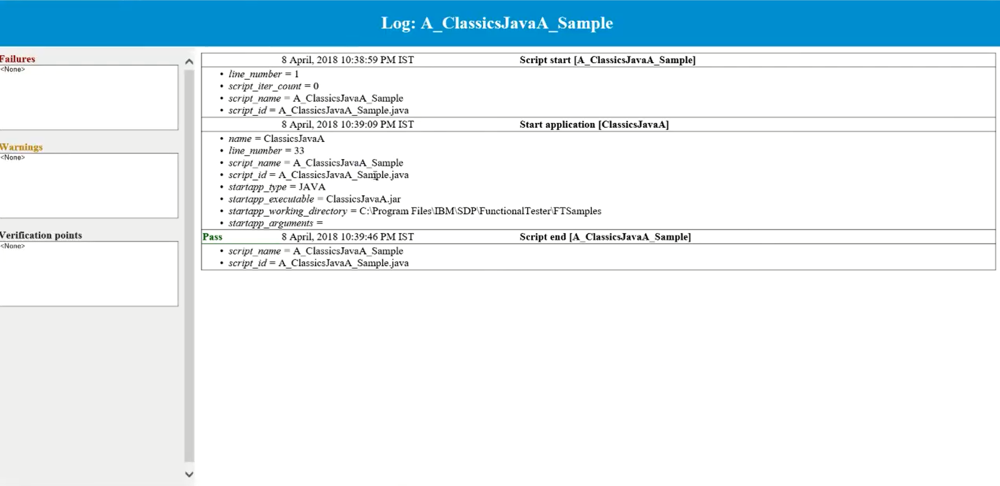 Log: A_ClassicsJavaA_Sample
Failures
<None>
Warnings
<None>
Verification points
<None>
8 April, 2018 10:38:59 PM IST Script start [A_ClassicsJavaA_Sample]
• line_number = 1
• script_iter_count = 0
• script_name = A_ClassicsJavaA_Sample
• script_id = A_ClassicsJavaA_Sample.java
8 April, 2018 10:39:09 PM IST Start application [ClassicsJavaA]
• name = ClassicsJavaA
• line_number = 33
• script_name = A_ClassicsJavaA_Sample
• script_id = A_ClassicsJavaA_Sample.java
• startapp_type = JAVA
• startapp_executable = ClassicsJavaA.jar
• startapp_working_directory = C:\Program Files\IBM\SDP\FunctionalTester\FTSamples
• startapp_arguments =
Pass 8 April, 2018 10:39:46 PM IST Script end [A_ClassicsJavaA_Sample]
• script_name = A_ClassicsJavaA_Sample
• script_id = A_ClassicsJavaA_Sample.java